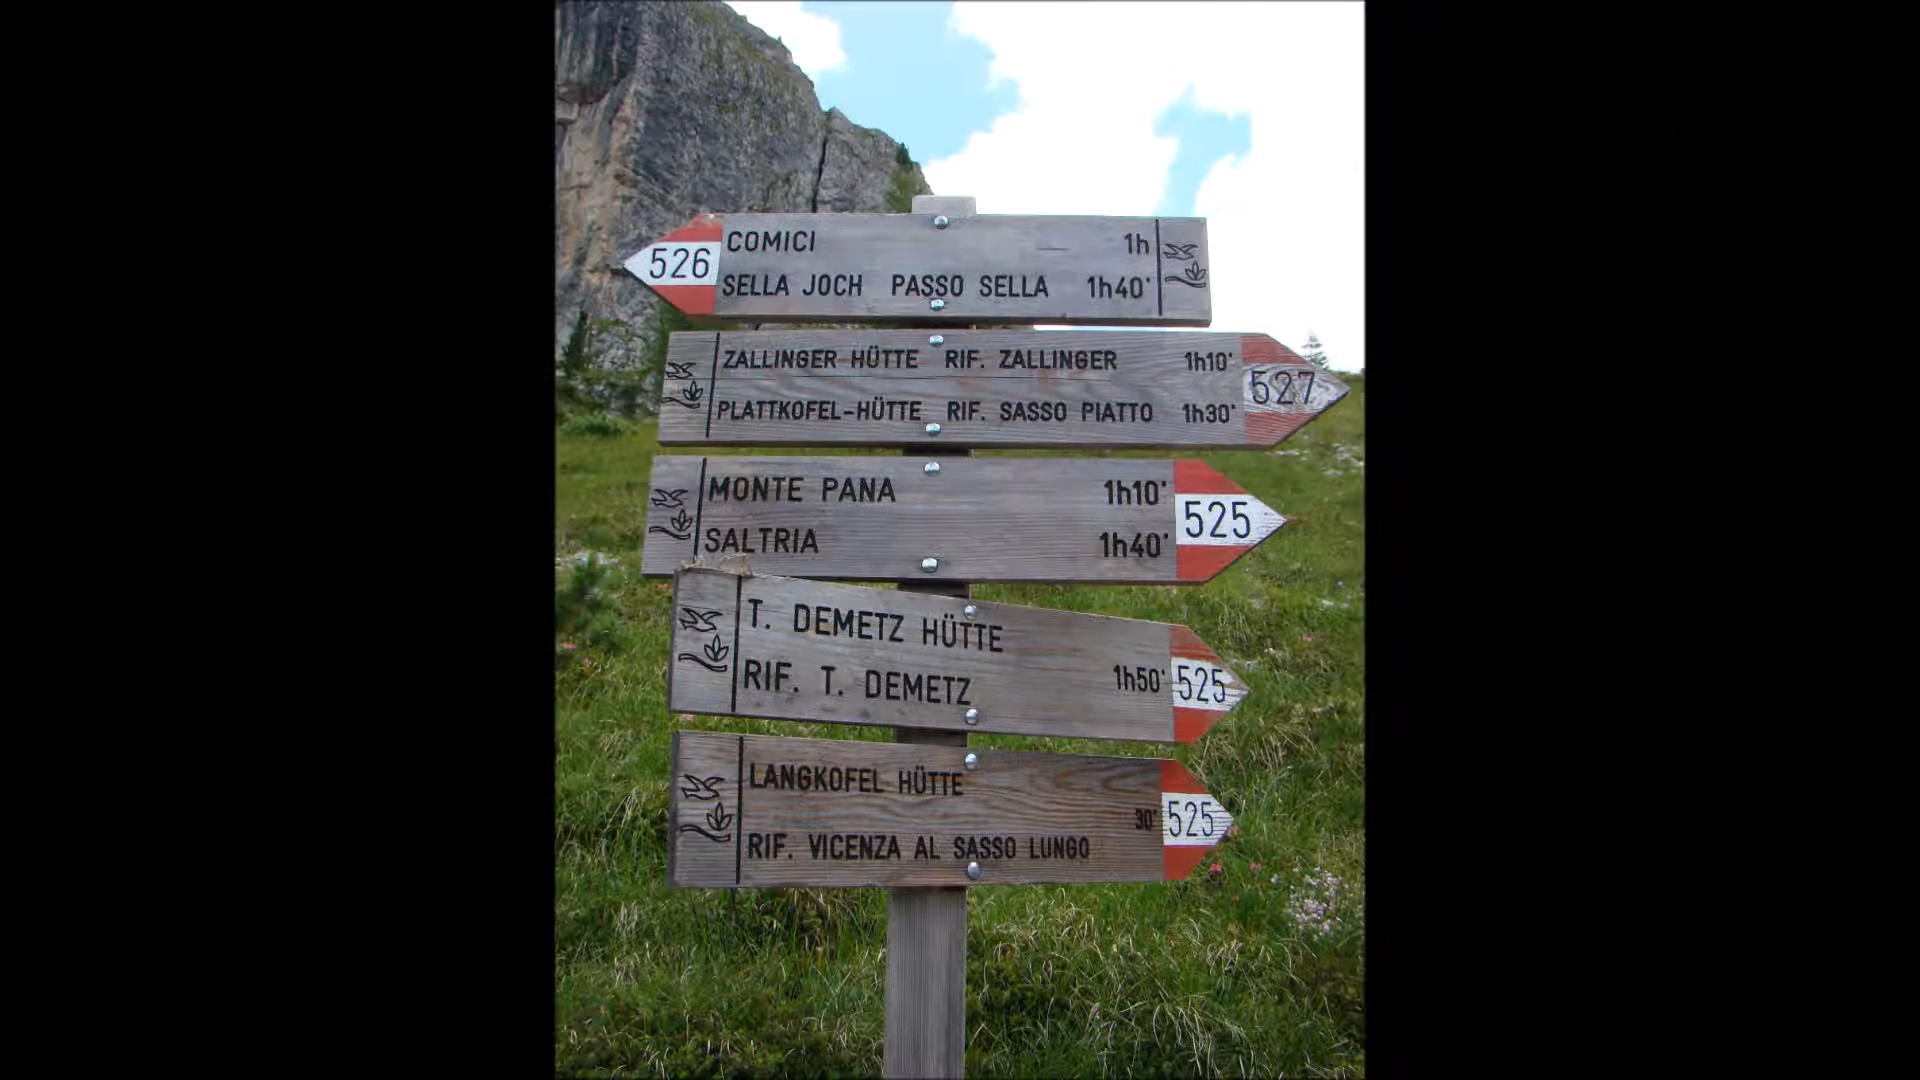 526
COMICI 1h
SELLA JOCH PASSO SELLA 1h40'
ZALLINGER HÜTTE RIF. ZALLINGER 1h10'
PLATTKOFEL-HÜTTE RIF. SASSO PIATTO 1h30'
527
MONTE PANA 1h10'
SALTRIA 1h40'
525
T. DEMETZ HÜTTE
RIF. T. DEMETZ 1h50'
525
LANGKOFEL HÜTTE
30'
RIF. VICENZA AL SASSO LUNGO
525